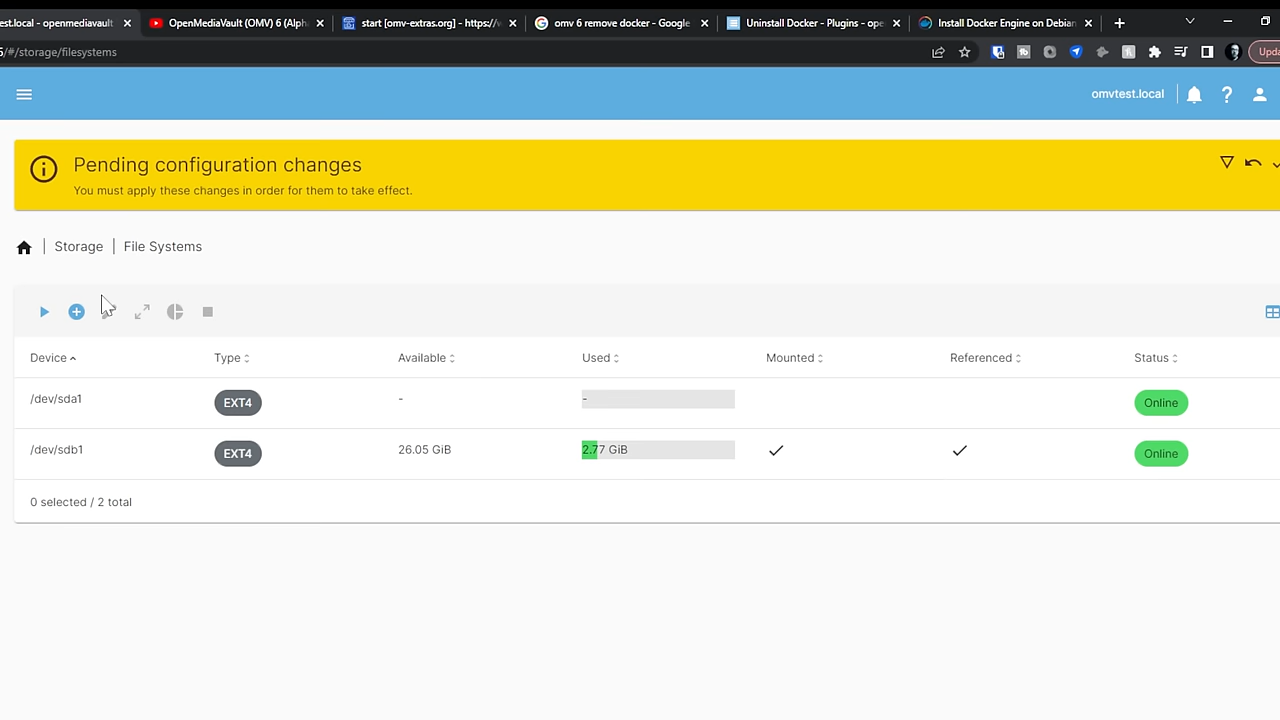 est.local - openmediavault
OpenMediaVault (OMV) 6 (Alph
start [omv-extras.org] - https://v
omv 6 remove docker - Google
Uninstall Docker - Plugins - ope
Install Docker Engine on Debian
/#/storage/filesystems
Upda
omvtest.local
Pending configuration changes
You must apply these changes in order for them to take effect.
Storage | File Systems
Device Type Available Used Mounted Referenced Status
/dev/sda1 EXT4 - - Online
/dev/sdb1 EXT4 26.05 GiB 2.77 GiB Online
0 selected / 2 total